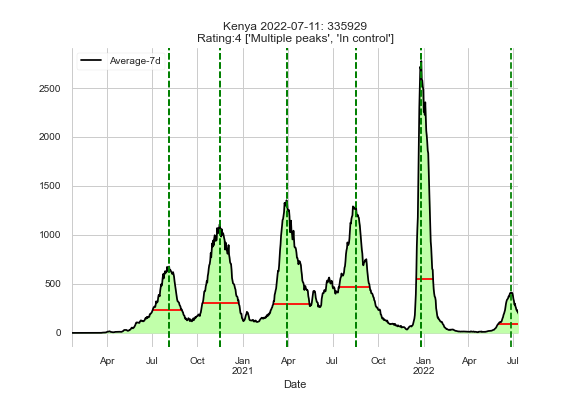 Kenya 2022-07-11: 335929
Rating:4 ['Multiple peaks', 'In control']
Average-7d
2500
2000
1500
1000
500
0
Apr Jul Oct Jan Apr Jul Oct Jan Apr Jul
2021 2022
Date